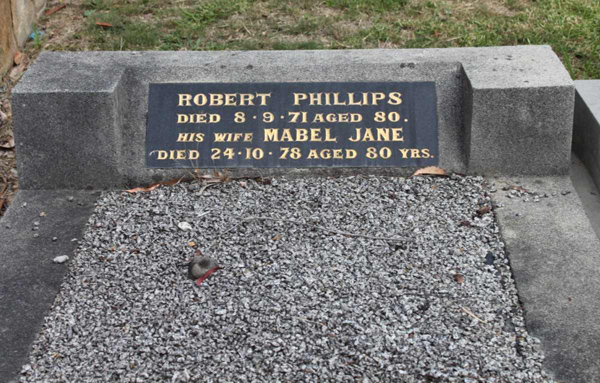 ROBERT PHILLIPS
DIED 8·9·71 AGED 80.
HIS WIFE MABEL JANE
DIED 24·10·78 AGED 80 YRS.